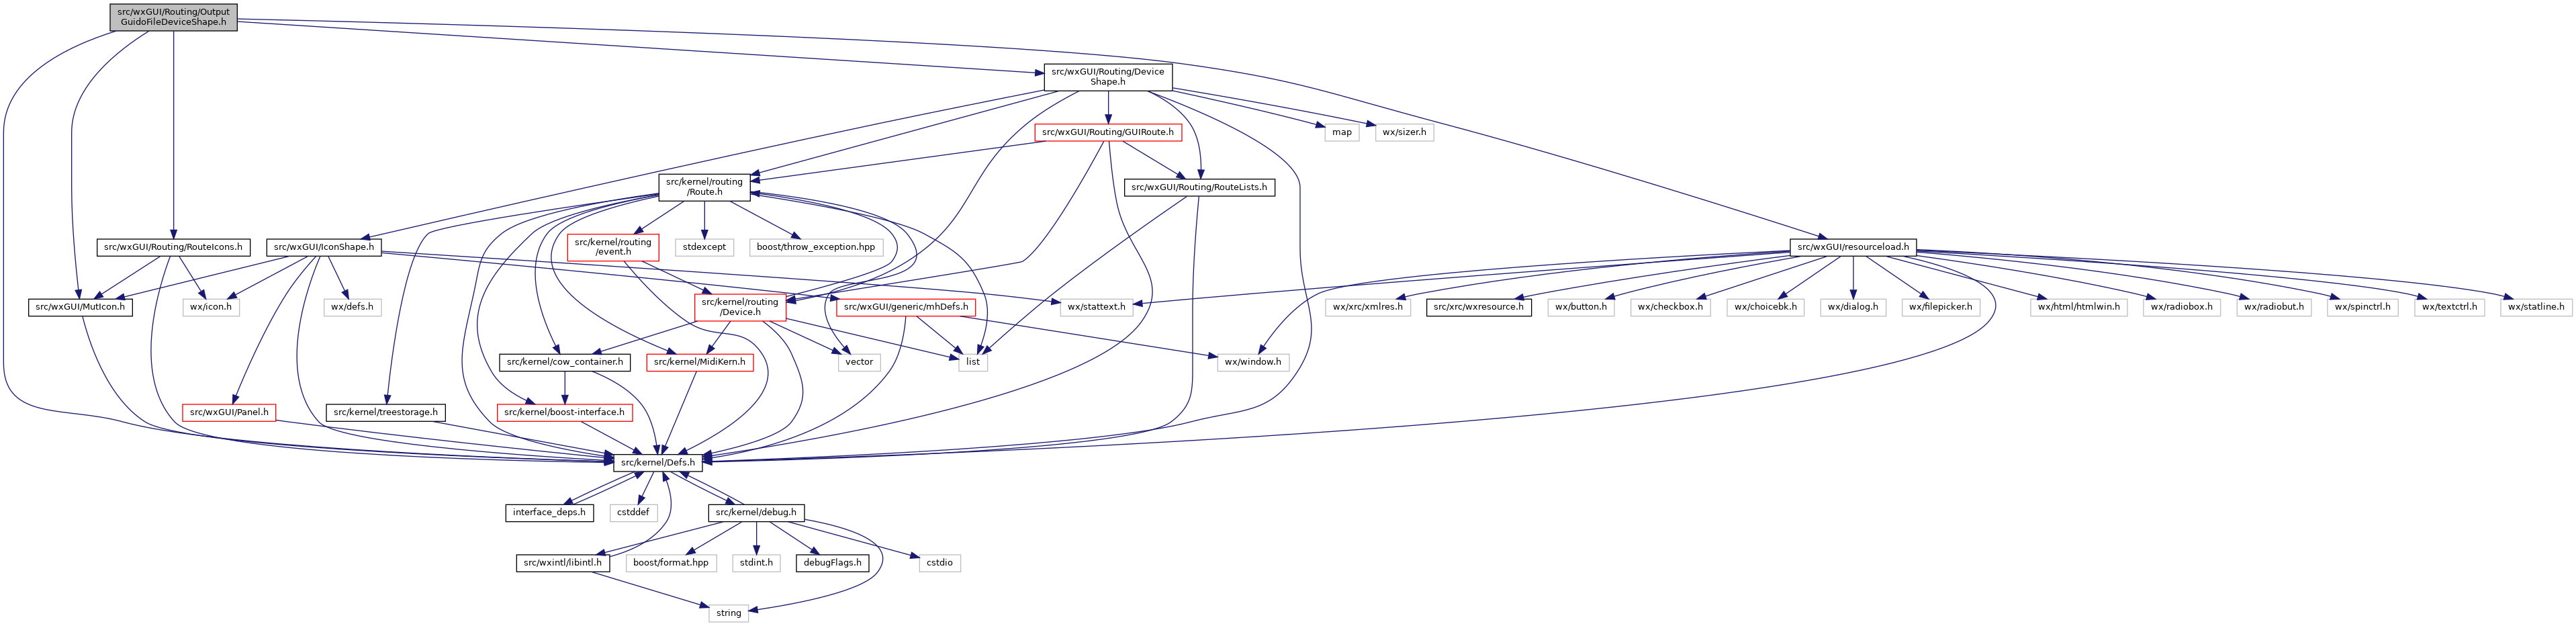 src/wxGUI/Routing/Output
GuidoFileDeviceShape.h
src/wxGUI/Routing/Device
Shape.h
src/wxGUI/Routing/GUIRoute.h
map
wx/sizer.h
src/kernel/routing
/Route.h
src/wxGUI/Routing/RouteLists.h
src/wxGUI/Routing/RouteIcons.h
src/wxGUI/IconShape.h
src/kernel/routing
/event.h
stdexcept
boost/throw_exception.hpp
src/wxGUI/resourceload.h
src/wxGUI/MutIcon.h
wx/icon.h
wx/defs.h
src/kernel/routing
/Device.h
src/wxGUI/generic/mhDefs.h
wx/stattext.h
wx/xrc/xmlres.h
src/xrc/wxresource.h
wx/button.h
wx/checkbox.h
wx/choicebk.h
wx/dialog.h
wx/filepicker.h
wx/html/htmlwin.h
wx/radiobox.h
wx/radiobut.h
wx/spinctrl.h
wx/textctrl.h
wx/statline.h
src/kernel/cow_container.h
src/kernel/MidiKern.h
vector
list
wx/window.h
src/wxGUI/Panel.h
src/kernel/treestorage.h
src/kernel/boost-interface.h
src/kernel/Defs.h
interface_deps.h
cstddef
src/kernel/debug.h
src/wxintl/libintl.h
boost/format.hpp
stdint.h
debugFlags.h
cstdio
string